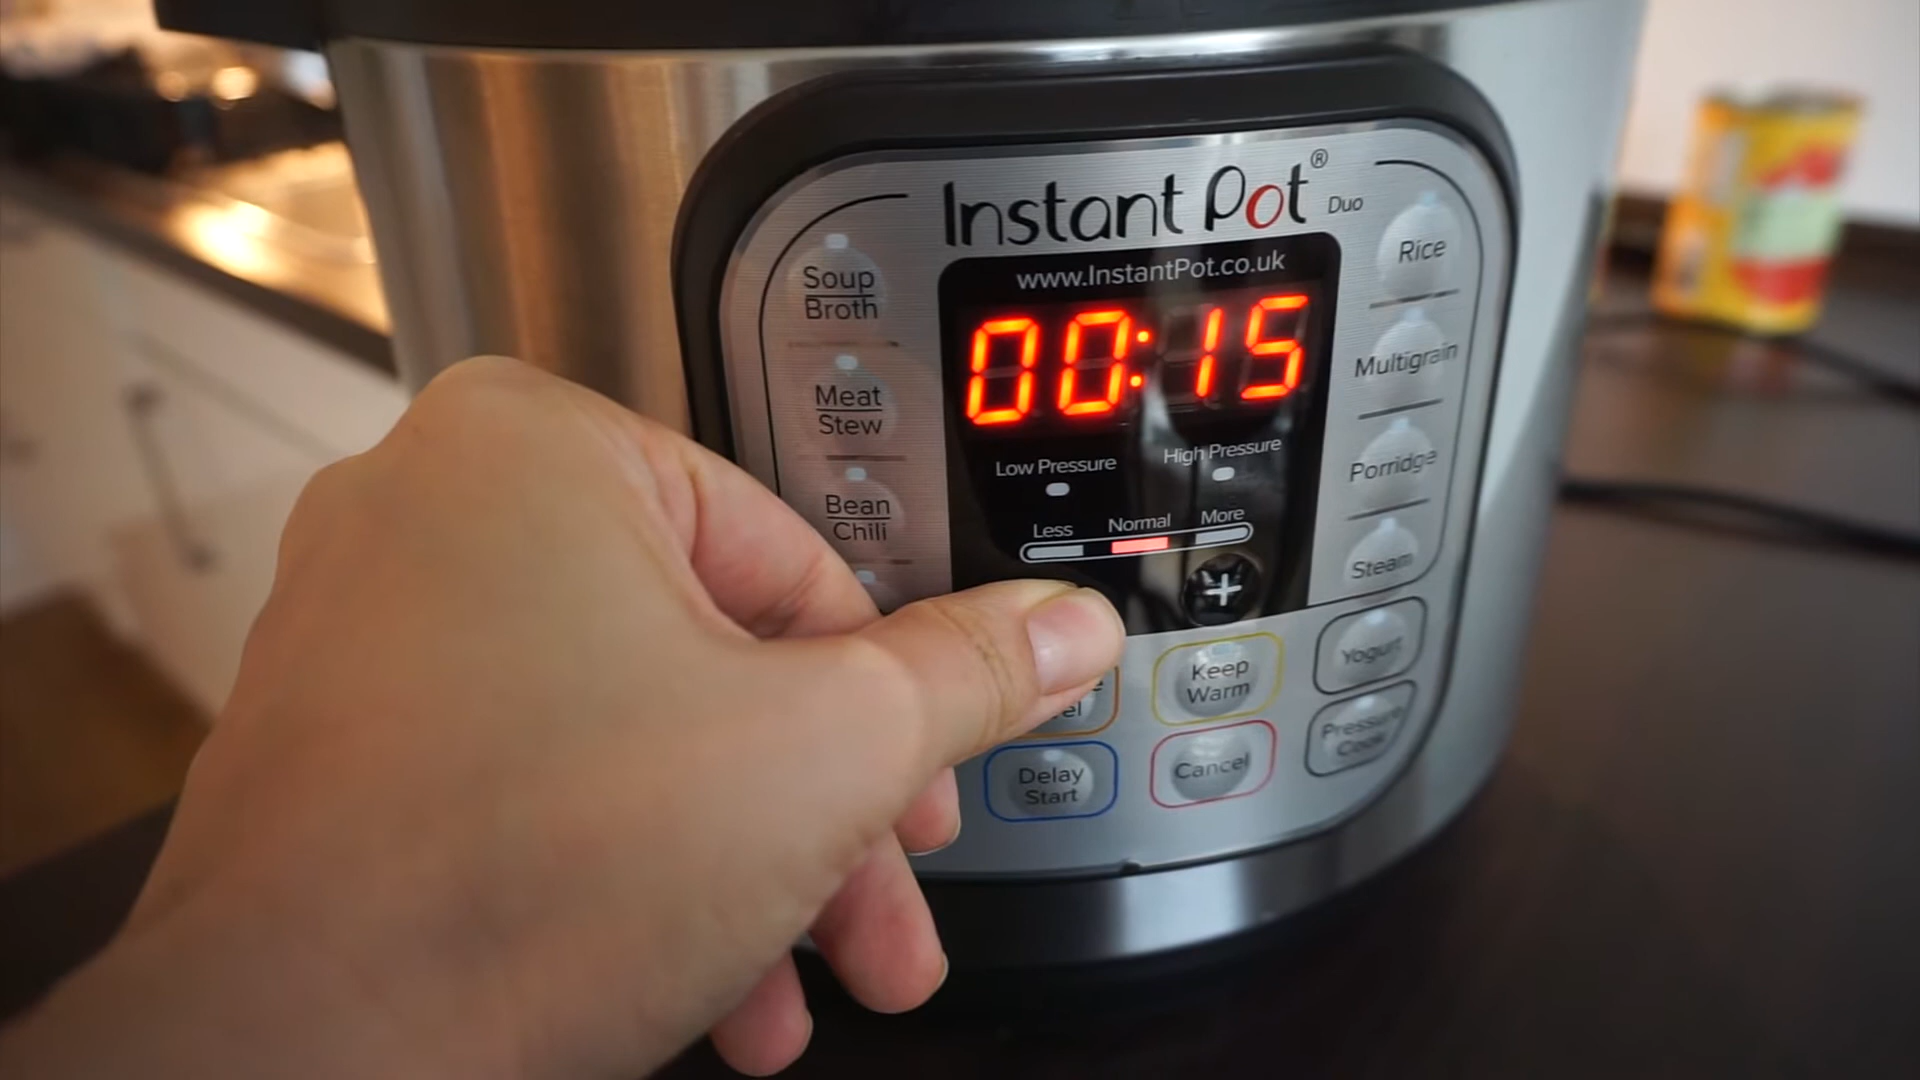 Instant Pot® Duo
www.InstantPot.co.uk
00:15
Low Pressure
High Pressure
Less
Normal
More
+
Soup
Broth
Meat
Stew
Bean
Chili
Rice
Multigrain
Porridge
Steam
Keep
Warm
Yogurt
Delay
Start
Cancel
Pressure
Cook